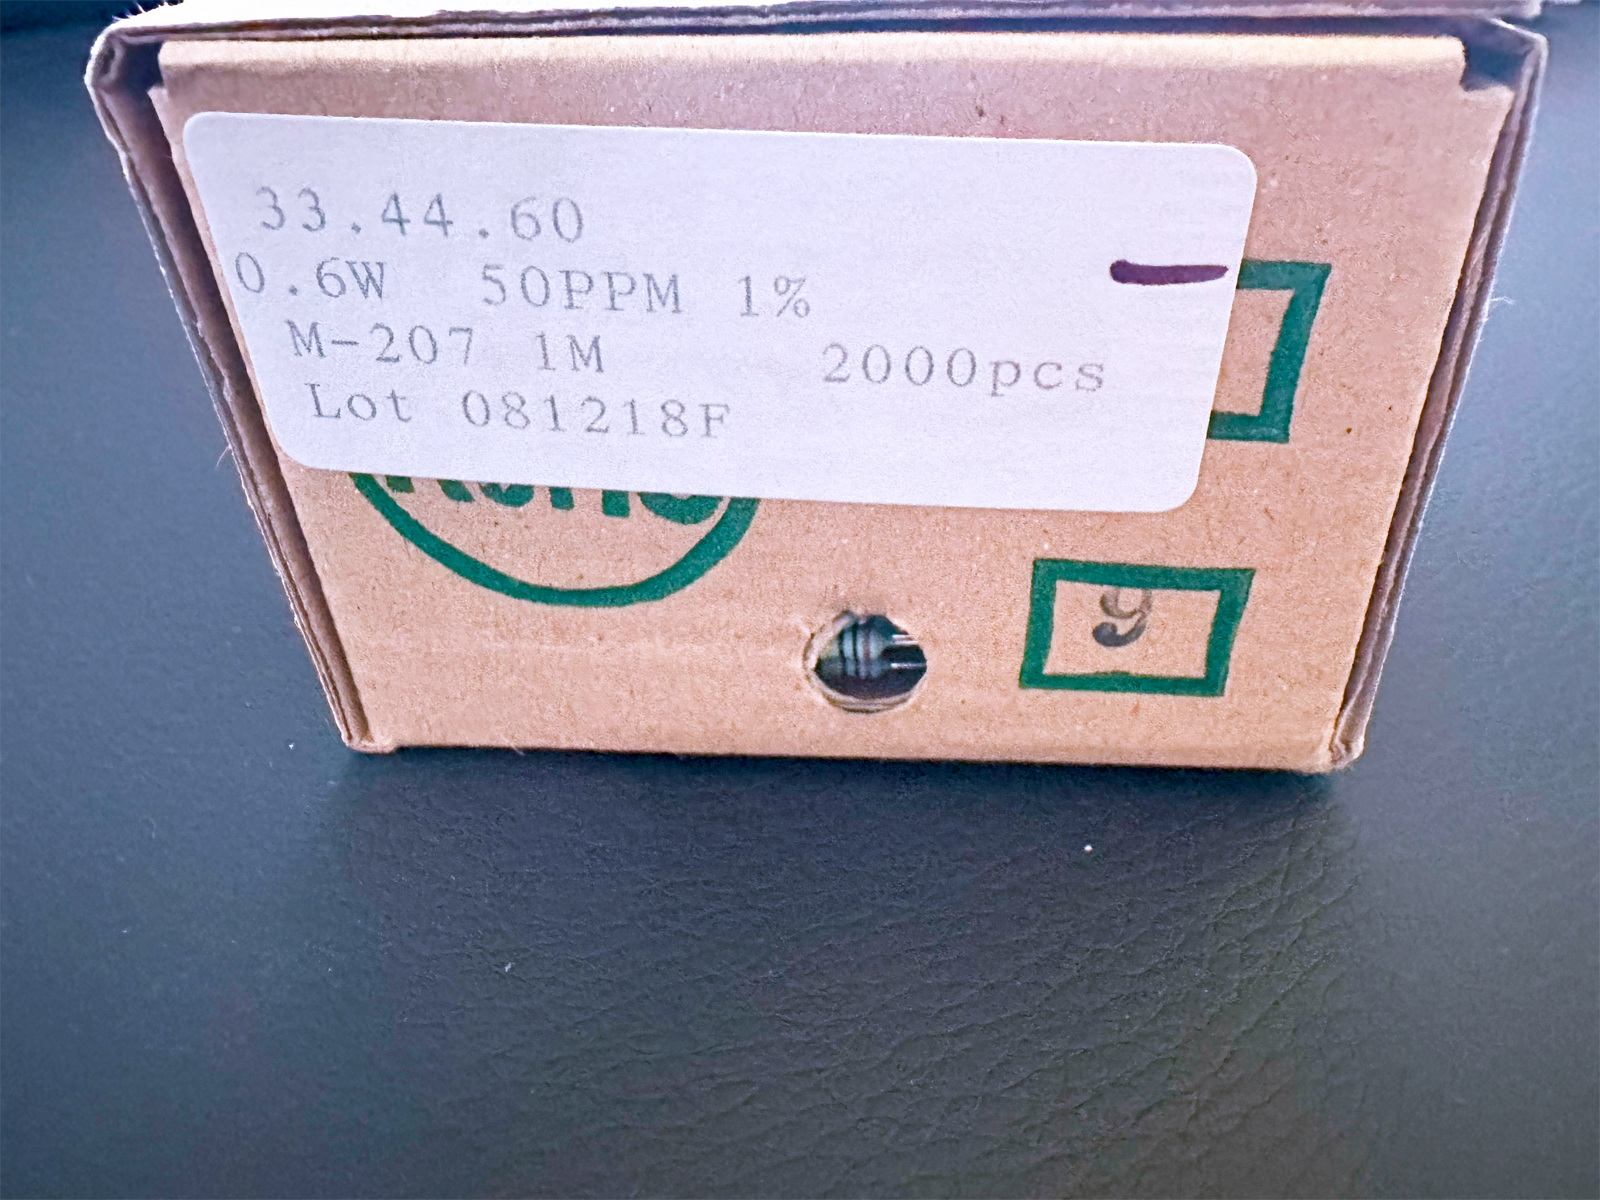 33.44.60
0.6W 50PPM 1%
M-207 1M 2000pcs
Lot 081218F
9